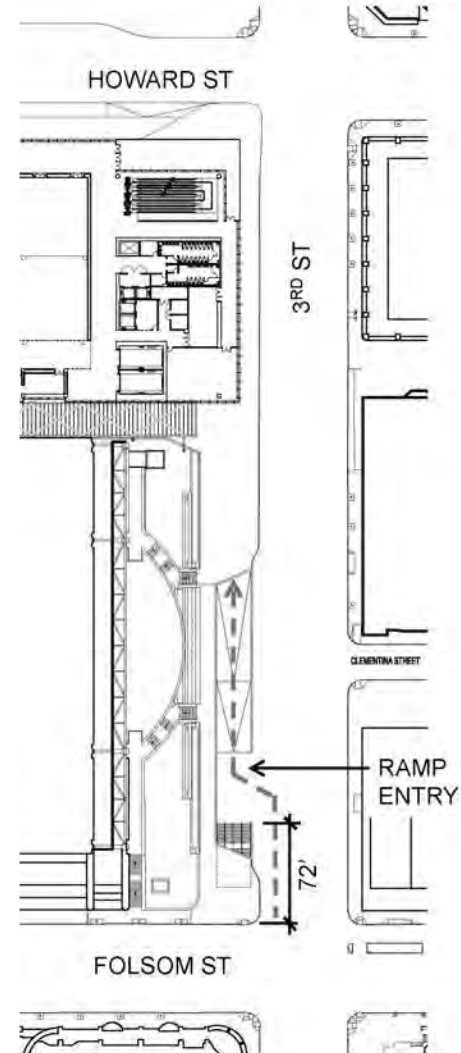 HOWARD ST
3RD ST
CLEMENTINA STREET
RAMP
ENTRY
72'
FOLSOM ST